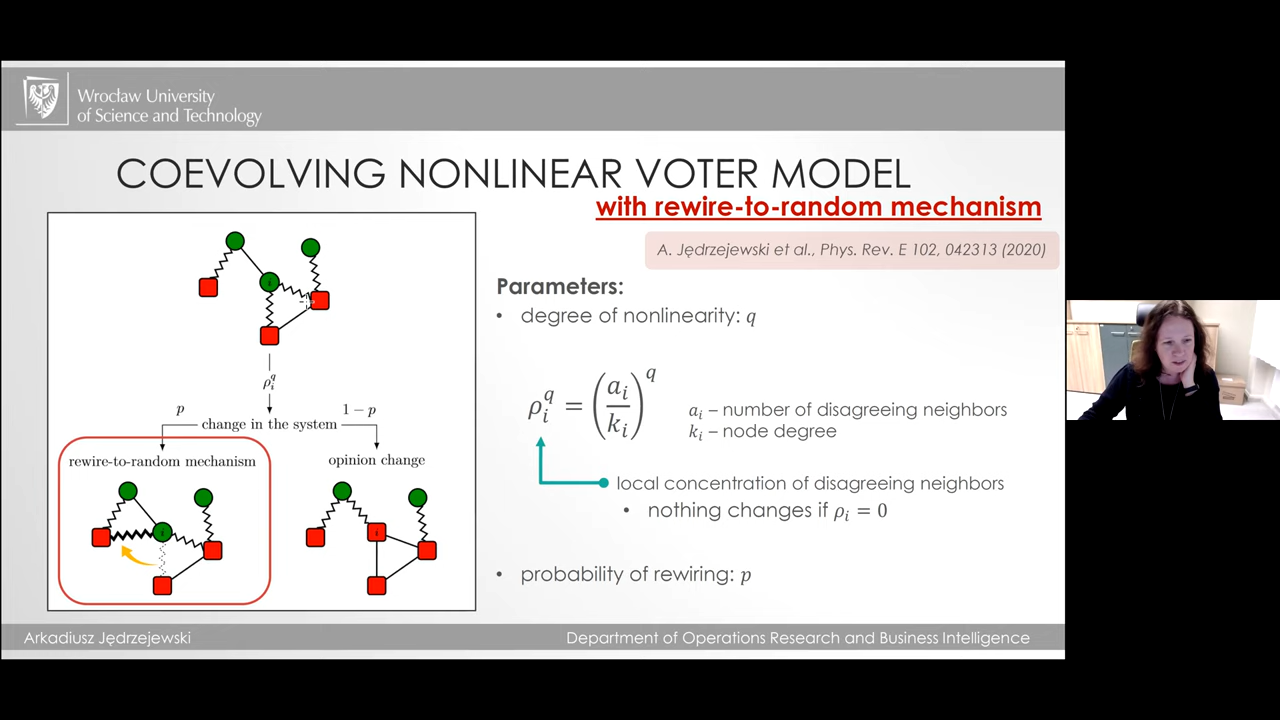 Wrocław University
of Science and Technology
COEVOLVING NONLINEAR VOTER MODEL
with rewire-to-random mechanism
A. Jędrzejewski et al., Phys. Rev. E 102, 042313 (2020)
Parameters:
• degree of nonlinearity: q
ρ_i^q = (a_i/k_i)^q
a_i – number of disagreeing neighbors
k_i – node degree
local concentration of disagreeing neighbors
• nothing changes if ρ_i = 0
• probability of rewiring: p
ρ_i^q
p
1 − p
change in the system
rewire-to-random mechanism
opinion change
Arkadiusz Jędrzejewski
Department of Operations Research and Business Intelligence